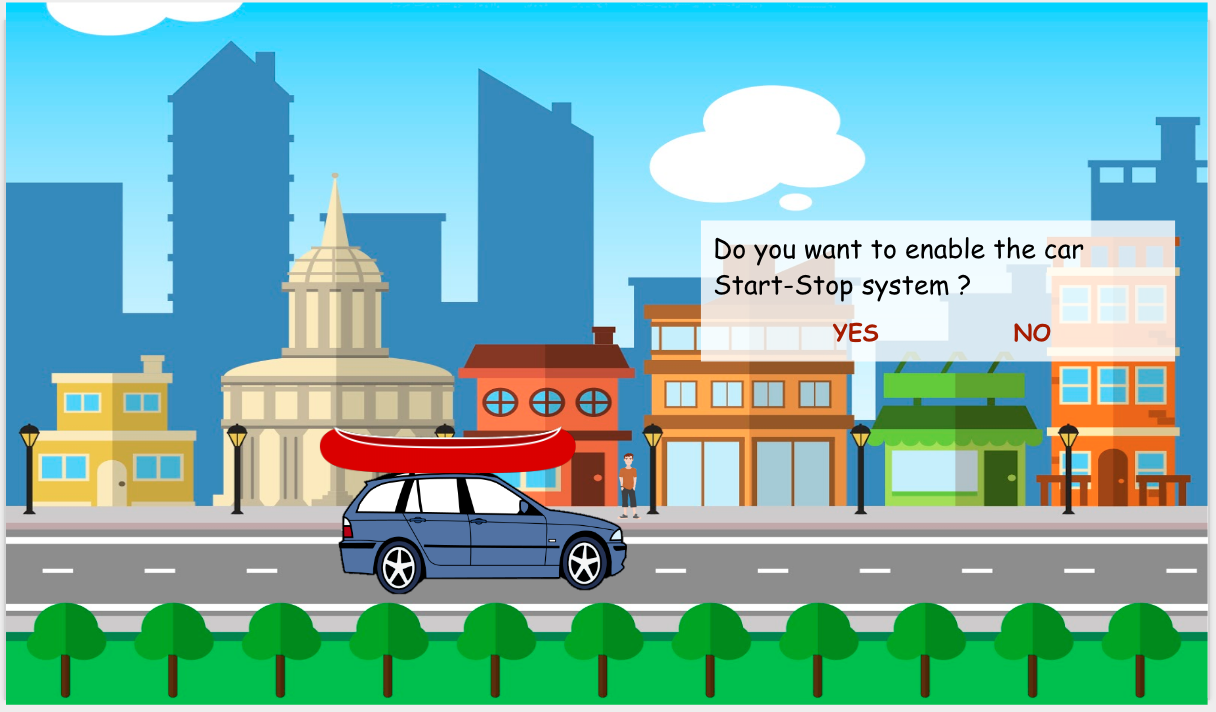 Do you want to enable the car
Start-Stop system ?
YES NO